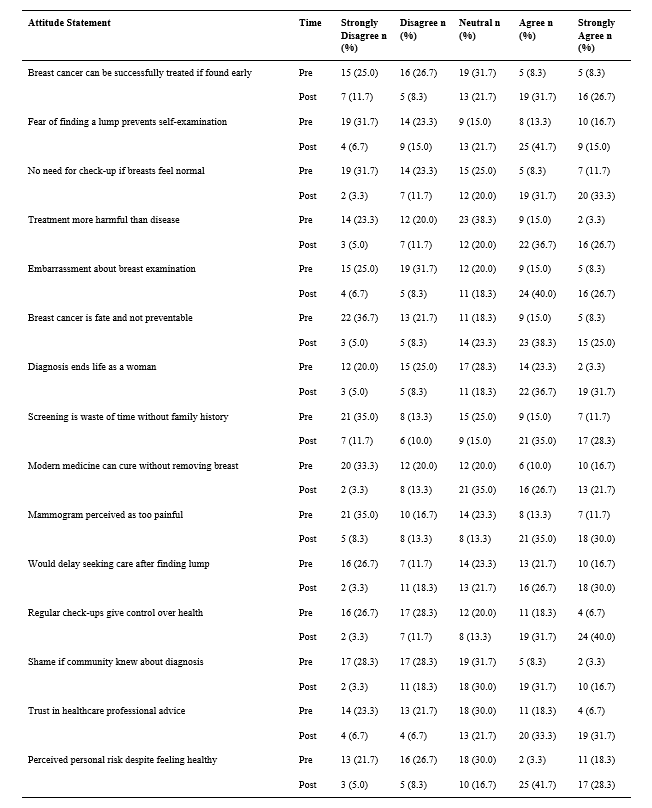 Attitude Statement Time Strongly Disagree n (%) Disagree n (%) Neutral n (%) Agree n (%) Strongly Agree n (%)
Breast cancer can be successfully treated if found early Pre 15 (25.0) 16 (26.7) 19 (31.7) 5 (8.3) 5 (8.3)
Post 7 (11.7) 5 (8.3) 13 (21.7) 19 (31.7) 16 (26.7)
Fear of finding a lump prevents self-examination Pre 19 (31.7) 14 (23.3) 9 (15.0) 8 (13.3) 10 (16.7)
Post 4 (6.7) 9 (15.0) 13 (21.7) 25 (41.7) 9 (15.0)
No need for check-up if breasts feel normal Pre 19 (31.7) 14 (23.3) 15 (25.0) 5 (8.3) 7 (11.7)
Post 2 (3.3) 7 (11.7) 12 (20.0) 19 (31.7) 20 (33.3)
Treatment more harmful than disease Pre 14 (23.3) 12 (20.0) 23 (38.3) 9 (15.0) 2 (3.3)
Post 3 (5.0) 7 (11.7) 12 (20.0) 22 (36.7) 16 (26.7)
Embarrassment about breast examination Pre 15 (25.0) 19 (31.7) 12 (20.0) 9 (15.0) 5 (8.3)
Post 4 (6.7) 5 (8.3) 11 (18.3) 24 (40.0) 16 (26.7)
Breast cancer is fate and not preventable Pre 22 (36.7) 13 (21.7) 11 (18.3) 9 (15.0) 5 (8.3)
Post 3 (5.0) 5 (8.3) 14 (23.3) 23 (38.3) 15 (25.0)
Diagnosis ends life as a woman Pre 12 (20.0) 15 (25.0) 17 (28.3) 14 (23.3) 2 (3.3)
Post 3 (5.0) 5 (8.3) 11 (18.3) 22 (36.7) 19 (31.7)
Screening is waste of time without family history Pre 21 (35.0) 8 (13.3) 15 (25.0) 9 (15.0) 7 (11.7)
Post 7 (11.7) 6 (10.0) 9 (15.0) 21 (35.0) 17 (28.3)
Modern medicine can cure without removing breast Pre 20 (33.3) 12 (20.0) 12 (20.0) 6 (10.0) 10 (16.7)
Post 2 (3.3) 8 (13.3) 21 (35.0) 16 (26.7) 13 (21.7)
Mammogram perceived as too painful Pre 21 (35.0) 10 (16.7) 14 (23.3) 8 (13.3) 7 (11.7)
Post 5 (8.3) 8 (13.3) 8 (13.3) 21 (35.0) 18 (30.0)
Would delay seeking care after finding lump Pre 16 (26.7) 7 (11.7) 14 (23.3) 13 (21.7) 10 (16.7)
Post 2 (3.3) 11 (18.3) 13 (21.7) 16 (26.7) 18 (30.0)
Regular check-ups give control over health Pre 16 (26.7) 17 (28.3) 12 (20.0) 11 (18.3) 4 (6.7)
Post 2 (3.3) 7 (11.7) 8 (13.3) 19 (31.7) 24 (40.0)
Shame if community knew about diagnosis Pre 17 (28.3) 17 (28.3) 19 (31.7) 5 (8.3) 2 (3.3)
Post 2 (3.3) 11 (18.3) 18 (30.0) 19 (31.7) 10 (16.7)
Trust in healthcare professional advice Pre 14 (23.3) 13 (21.7) 18 (30.0) 11 (18.3) 4 (6.7)
Post 4 (6.7) 4 (6.7) 13 (21.7) 20 (33.3) 19 (31.7)
Perceived personal risk despite feeling healthy Pre 13 (21.7) 16 (26.7) 18 (30.0) 2 (3.3) 11 (18.3)
Post 3 (5.0) 5 (8.3) 10 (16.7) 25 (41.7) 17 (28.3)